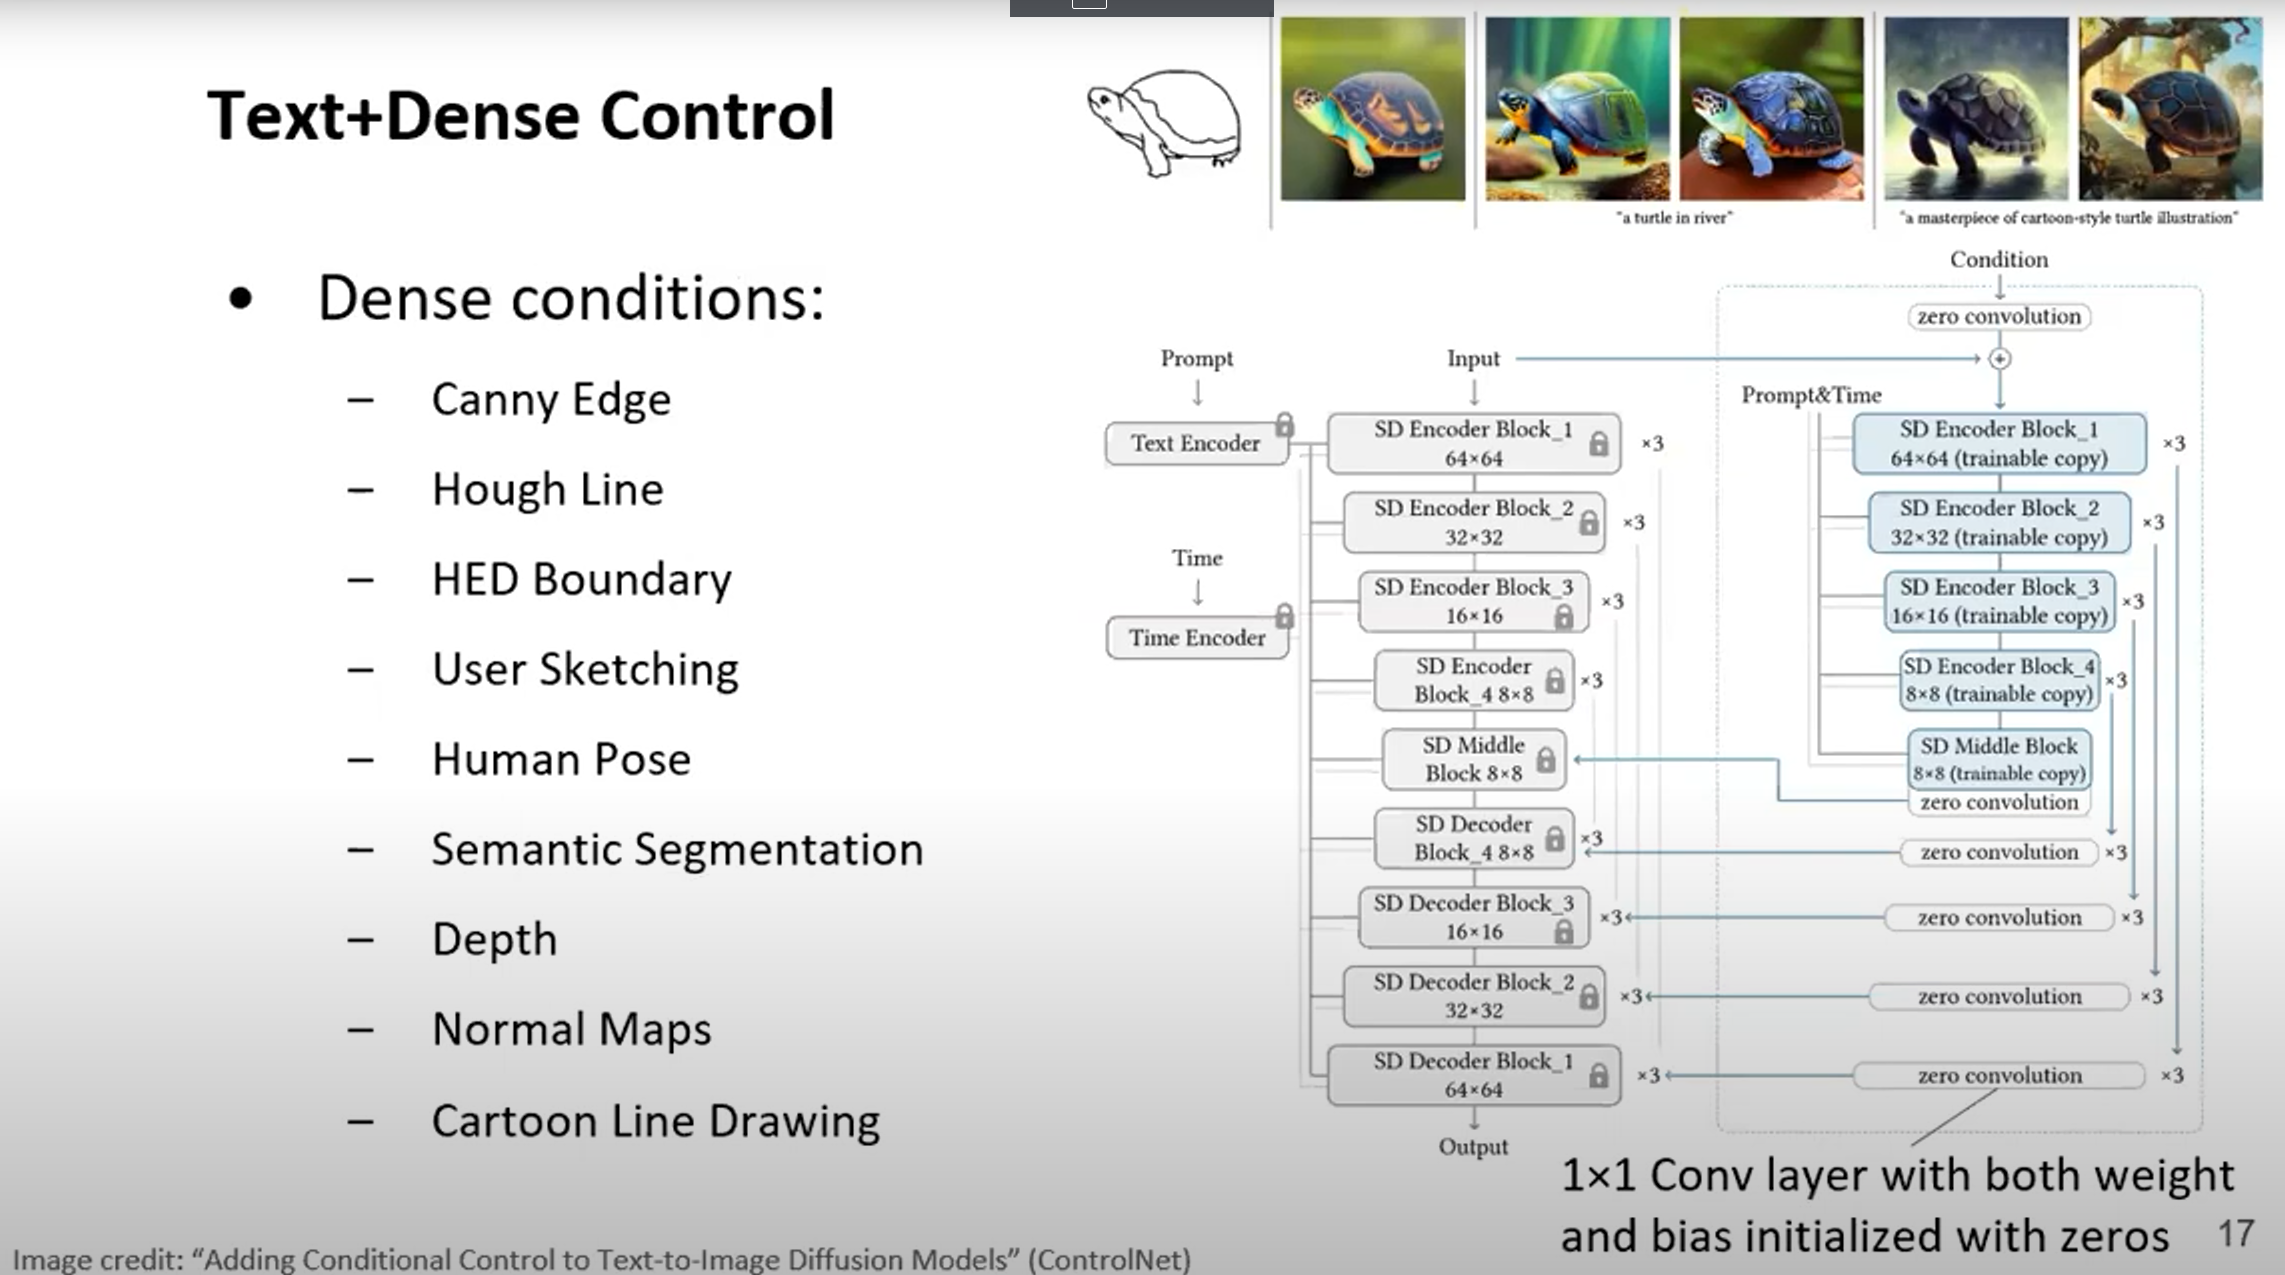 Text+Dense Control
• Dense conditions:
– Canny Edge
– Hough Line
– HED Boundary
– User Sketching
– Human Pose
– Semantic Segmentation
– Depth
– Normal Maps
– Cartoon Line Drawing
"a turtle in river"
"a masterpiece of cartoon-style turtle illustration"
Prompt
Text Encoder
Time
Time Encoder
Input
SD Encoder Block_1
64×64
×3
SD Encoder Block_2
32×32
×3
SD Encoder Block_3
16×16
×3
SD Encoder
Block_4 8×8
×3
SD Middle
Block 8×8
SD Decoder
Block_4 8×8
×3
SD Decoder Block_3
16×16
×3
SD Decoder Block_2
32×32
×3
SD Decoder Block_1
64×64
×3
Output
Condition
zero convolution
+
Prompt&Time
SD Encoder Block_1
64×64 (trainable copy)
×3
SD Encoder Block_2
32×32 (trainable copy)
×3
SD Encoder Block_3
16×16 (trainable copy)
×3
SD Encoder Block_4
8×8 (trainable copy)
×3
SD Middle Block
8×8 (trainable copy)
zero convolution
zero convolution
×3
zero convolution
×3
zero convolution
×3
zero convolution
×3
1×1 Conv layer with both weight
and bias initialized with zeros
17
Image credit: “Adding Conditional Control to Text-to-Image Diffusion Models” (ControlNet)